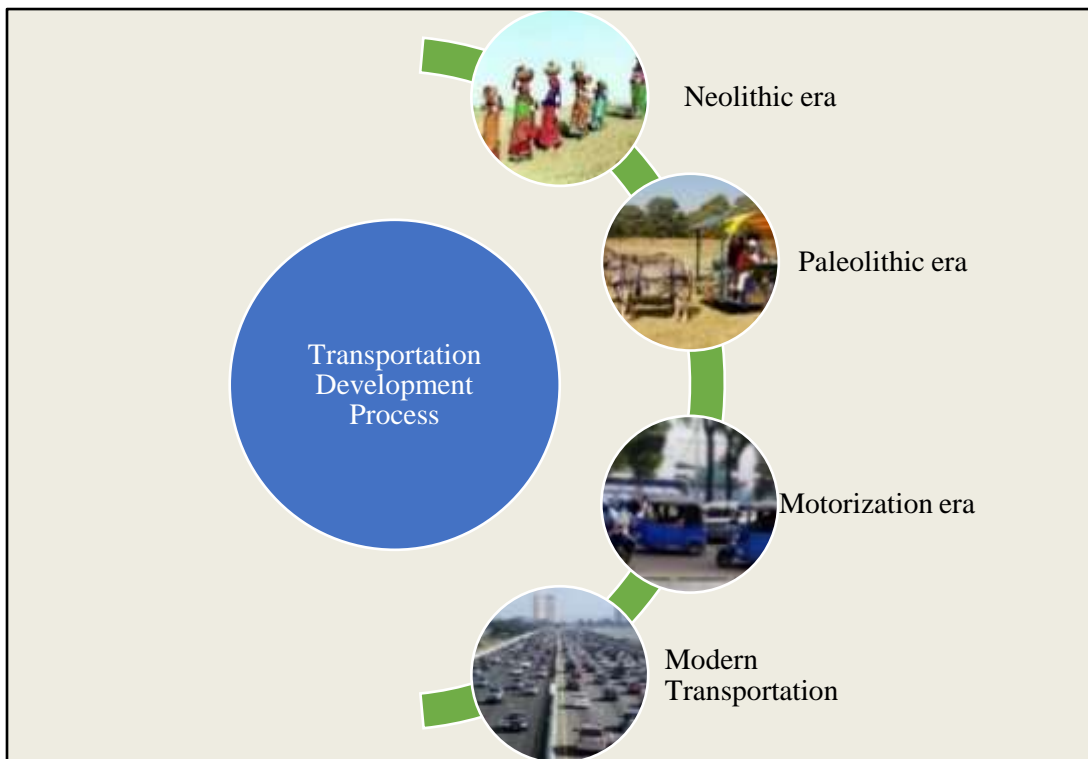 Neolithic era
Paleolithic era
Transportation
Development
Process
Motorization era
Modern
Transportation